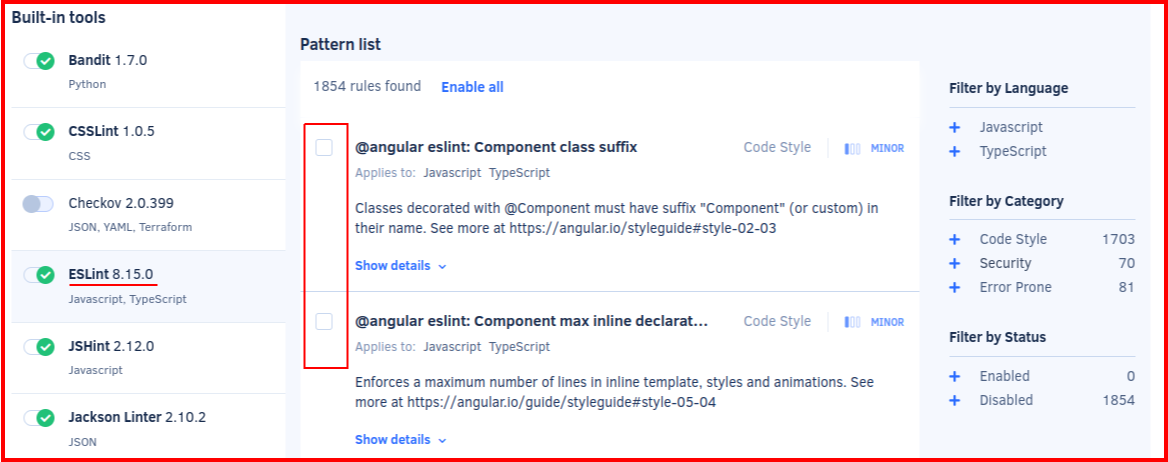 Built-in tools
Bandit 1.7.0
Python
CSSLint 1.0.5
CSS
Checkov 2.0.399
JSON, YAML, Terraform
ESLint 8.15.0
Javascript, TypeScript
JSHint 2.12.0
Javascript
Jackson Linter 2.10.2
JSON
Pattern list
1854 rules found Enable all
@angular eslint: Component class suffix Code Style MINOR
Applies to: Javascript TypeScript
Classes decorated with @Component must have suffix "Component" (or custom) in
their name. See more at https://angular.io/styleguide#style-02-03
Show details
@angular eslint: Component max inline declarat... Code Style MINOR
Applies to: Javascript TypeScript
Enforces a maximum number of lines in inline template, styles and animations. See
more at https://angular.io/guide/styleguide#style-05-04
Show details
Filter by Language
+ Javascript
+ TypeScript
Filter by Category
+ Code Style 1703
+ Security 70
+ Error Prone 81
Filter by Status
+ Enabled 0
+ Disabled 1854